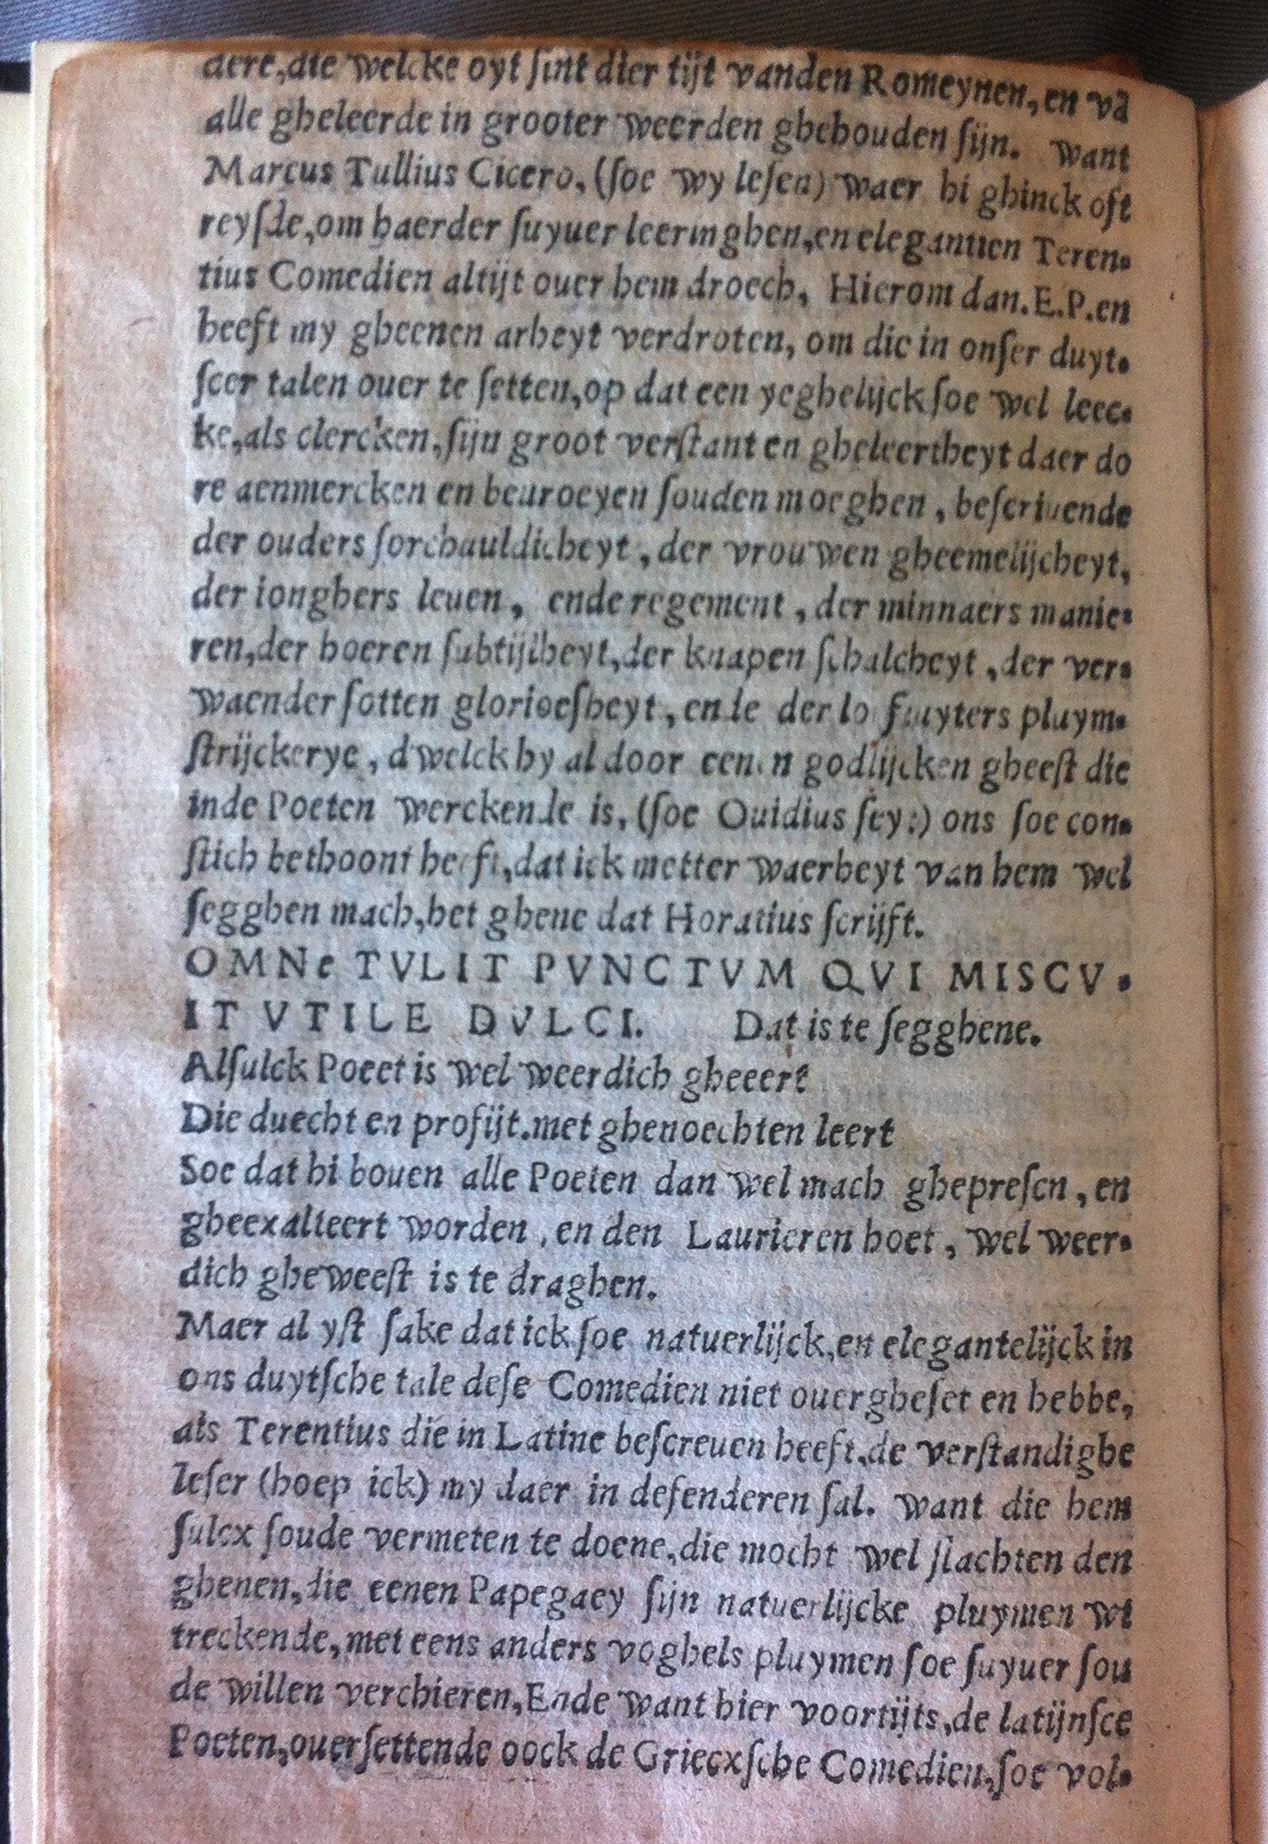 dere, die welcke oyt sint dier tijt vanden Romeynen, en vā
alle gheleerde in grooter weerden ghehouden sijn. want
Marcus Tullius Cicero, (soe wy lesen) waer hi ghinck oft
reysde, om haerder suyuer leeringhen, en elegantien Teren-
tius Comedien altijt ouer hem droech, Hierom dan. E.P. en
heeft my gheenen arbeyt verdroten, om die in onser duyt-
scer talen ouer te setten, op dat een yeghelijck soe wel leec-
ke, als clercken, sijn groot verstant en gheleertheyt daer do
re aenmercken en beuroeyen souden moeghen, bescriuende
der ouders sorchauldicheyt, der vrouwen gheemelijcheyt,
der ionghers leuen, ende regement, der minnaers manie-
ren, der boeren subtijlheyt, der knapen schalcheyt, der ver-
waender sotten glorioesheyt, ende der lo fluyters pluym-
strijckerye, d'welck hy al door eenen godlijcken gheest die
inde Poeten werckende is, (soe Ouidius sey:) ons soe con-
stich bethoont heeft, dat ick metter waerheyt van hem wel
segghen mach, het ghene dat Horatius scrijft.
OMNe TVLIT PVNCTVM QVI MISCV-
IT VTILE DVLCI. Dat is te segghene.
Alsulck Poeet is wel weerdich gheeert
Die duecht en profijt. met ghenoechten leert
Soe dat hi bouen alle Poeten dan wel mach ghepresen, en
gheexalteert worden, en den Laurieren hoet, wel weer-
dich gheweest is te draghen.
Maer al yst sake dat ick soe natuerlijck, en elegantelijck in
ons duytsche tale dese Comedien niet ouerghеset en hebbe,
als Terentius die in Latine bescreuen heeft, de verstandighe
leser (hoep ick) my daer in defenderen sal. want die hem
sulcx soude vermeten te doene, die mocht wel slachten den
ghenen, die eenen Papegaey sijn natuerlijcke pluymen wt
treckende, met eens anders voghels pluymen soe suyuer sou
de willen verchieren, Ende want hier voortijts, de latijnsce
Poeten, ouersettende oock de Griecxsche Comedien, soe vol-